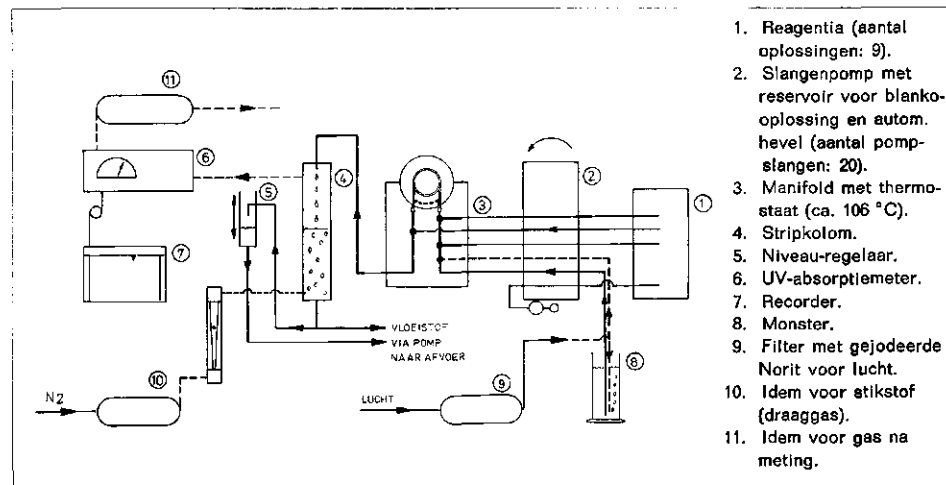 11
6
7
5
4
3
2
1
8
9
10
N2
LUCHT
VLOEISTOF
VIA POMP
NAAR AFVOER
1. Reagentia (aantal
oplossingen: 9).
2. Slangenpomp met
reservoir voor blanko-
oplossing en autom.
hevel (aantal pomp-
slangen: 20).
3. Manifold met thermo-
staat (ca. 106 °C).
4. Stripkolom.
5. Niveau-regelaar.
6. UV-absorptiemeter.
7. Recorder.
8. Monster.
9. Filter met gejodeerde
Norit voor lucht.
10. Idem voor stikstof
(draaggas).
11. Idem voor gas na
meting.